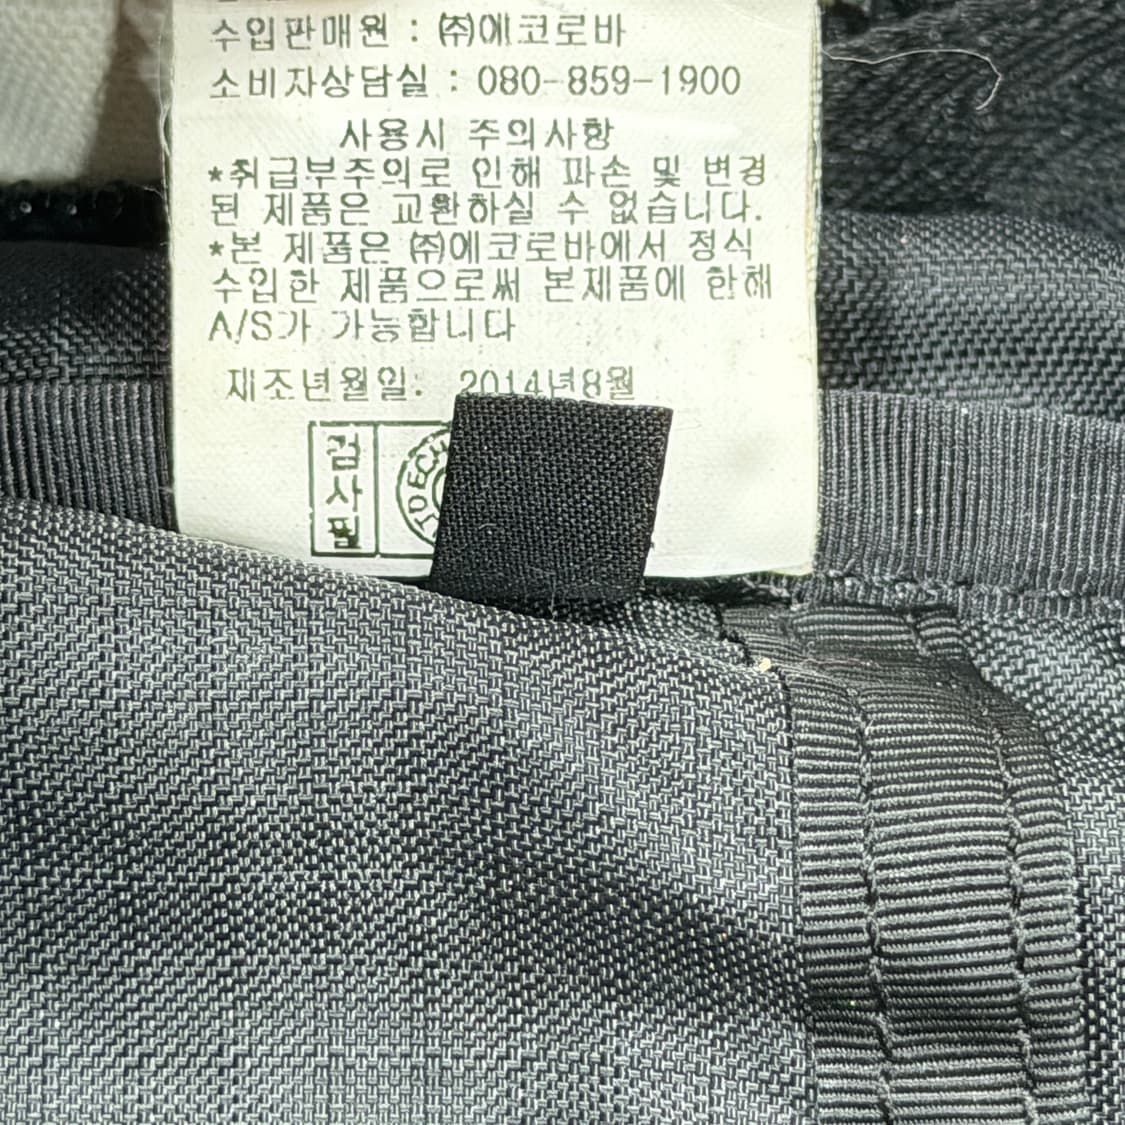 수입판매원 : ㈜에코로바
소비자상담실 : 080-859-1900
사용시 주의사항
*취급부주의로 인해 파손 및 변경
된 제품은 교환하실 수 없습니다.
*본 제품은 ㈜에코로바에서 정식
수입한 제품으로써 본제품에 한해
A/S가 가능합니다
제조년월일: 2014년8월
검사필